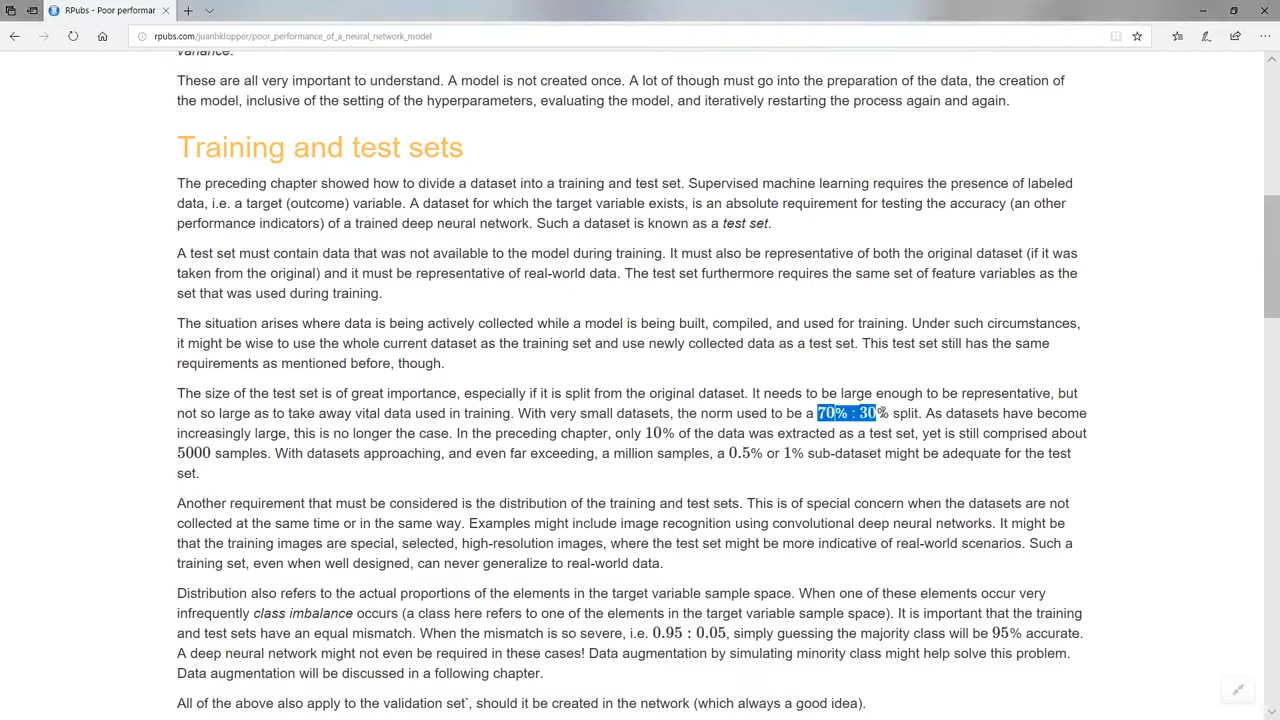 RPubs - Poor performar
rpubs.com/juanhklopper/poor_performance_of_a_neural_network_model
variance.
These are all very important to understand. A model is not created once. A lot of though must go into the preparation of the data, the creation of
the model, inclusive of the setting of the hyperparameters, evaluating the model, and iteratively restarting the process again and again.
Training and test sets
The preceding chapter showed how to divide a dataset into a training and test set. Supervised machine learning requires the presence of labeled
data, i.e. a target (outcome) variable. A dataset for which the target variable exists, is an absolute requirement for testing the accuracy (an other
performance indicators) of a trained deep neural network. Such a dataset is known as a test set.
A test set must contain data that was not available to the model during training. It must also be representative of both the original dataset (if it was
taken from the original) and it must be representative of real-world data. The test set furthermore requires the same set of feature variables as the
set that was used during training.
The situation arises where data is being actively collected while a model is being built, compiled, and used for training. Under such circumstances,
it might be wise to use the whole current dataset as the training set and use newly collected data as a test set. This test set still has the same
requirements as mentioned before, though.
The size of the test set is of great importance, especially if it is split from the original dataset. It needs to be large enough to be representative, but
not so large as to take away vital data used in training. With very small datasets, the norm used to be a 70% : 30% split. As datasets have become
increasingly large, this is no longer the case. In the preceding chapter, only 10% of the data was extracted as a test set, yet is still comprised about
5000 samples. With datasets approaching, and even far exceeding, a million samples, a 0.5% or 1% sub-dataset might be adequate for the test
set.
Another requirement that must be considered is the distribution of the training and test sets. This is of special concern when the datasets are not
collected at the same time or in the same way. Examples might include image recognition using convolutional deep neural networks. It might be
that the training images are special, selected, high-resolution images, where the test set might be more indicative of real-world scenarios. Such a
training set, even when well designed, can never generalize to real-world data.
Distribution also refers to the actual proportions of the elements in the target variable sample space. When one of these elements occur very
infrequently class imbalance occurs (a class here refers to one of the elements in the target variable sample space). It is important that the training
and test sets have an equal mismatch. When the mismatch is so severe, i.e. 0.95 : 0.05, simply guessing the majority class will be 95% accurate.
A deep neural network might not even be required in these cases! Data augmentation by simulating minority class might help solve this problem.
Data augmentation will be discussed in a following chapter.
All of the above also apply to the validation set*, should it be created in the network (which always a good idea).